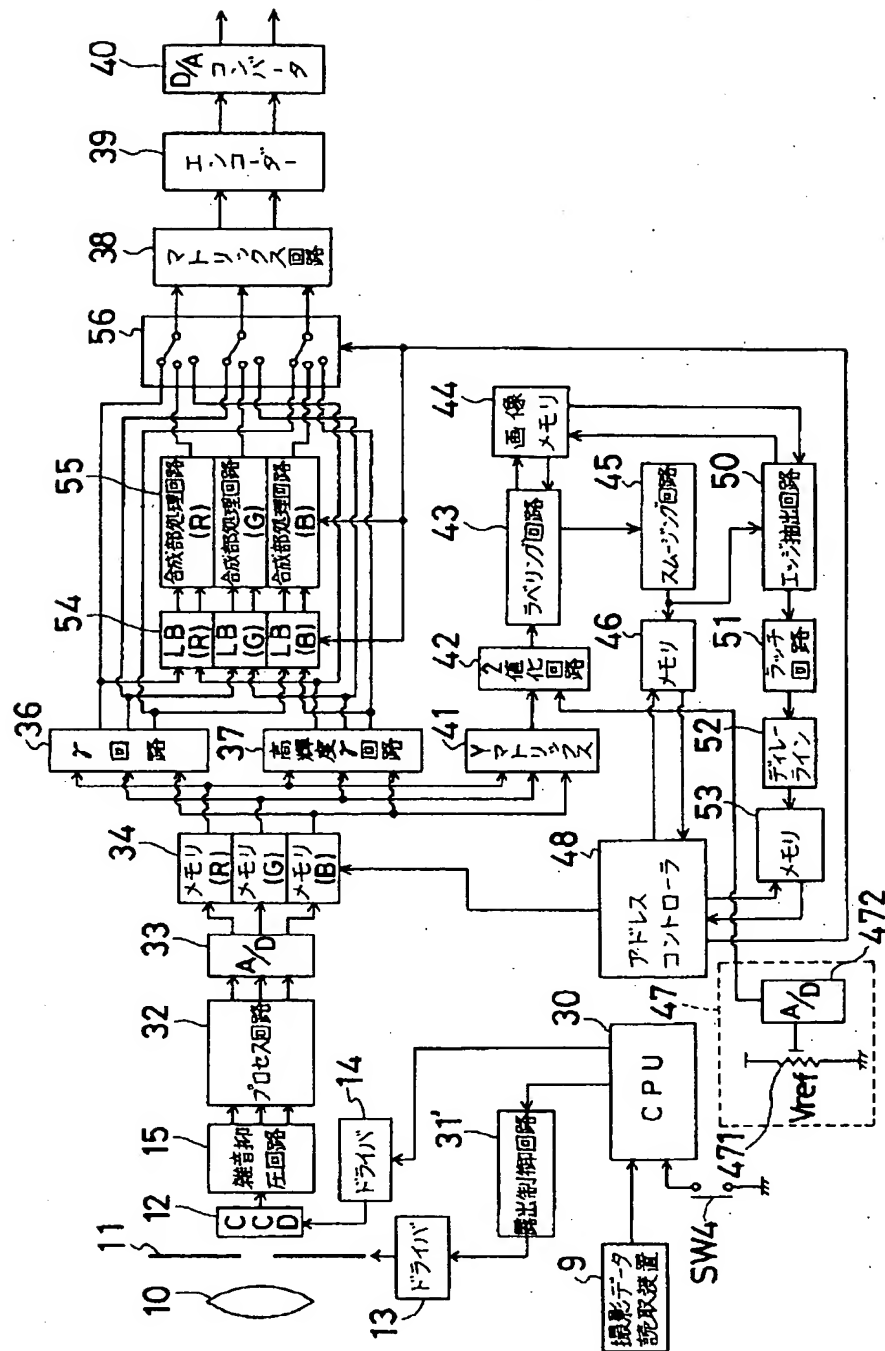 10
11
12
CCD
13
ドライバ
14
ドライバ
15
雑音抑
圧回路
32
プロセス回路
33
A/D
34
メモリ
(R)
メモリ
(G)
メモリ
(B)
36
γ回路
37
高輝度γ回路
54
LB
(R)
LB
(G)
LB
(B)
55
合成部処理回路
(R)
合成部処理回路
(G)
合成部処理回路
(B)
56
38
マトリックス
回路
39
エンコーダー
40
D/A
コンバータ
41
Yマトリックス
42
2値化回路
43
ラベリング回路
44
画像
メモリ
45
スムージング回路
46
メモリ
50
エッジ抽出回路
51
ラッチ
回路
52
ディレー
ライン
53
メモリ
48
アドレス
コントローラ
47
472
A/D
Vref
471
30
CPU
31'
露出制御回路
SW4
9
撮影データ
読取装置